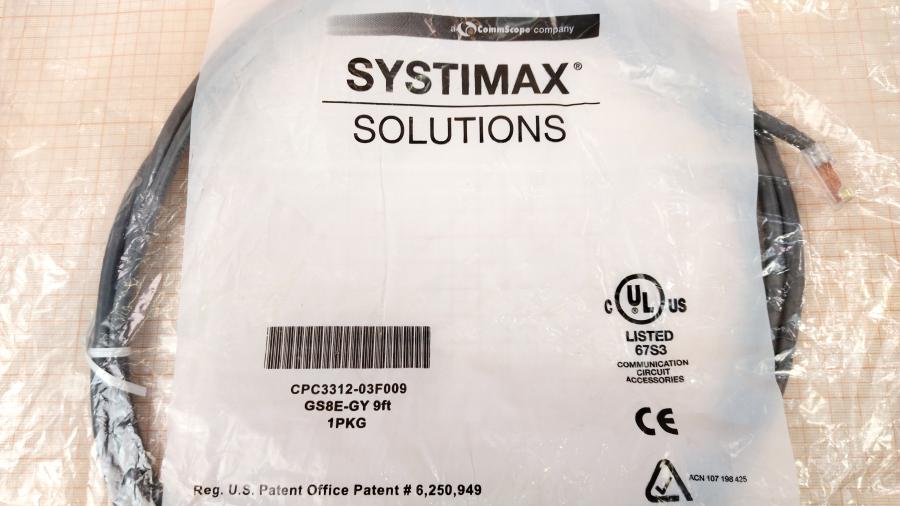 a CommScope company
SYSTIMAX®
SOLUTIONS
C UL® US
LISTED
67S3
COMMUNICATION
CIRCUIT
ACCESSORIES
CPC3312-03F009
GS8E-GY 9ft
1PKG
CE
ACN 107 198 425
Reg. U.S. Patent Office Patent # 6,250,949